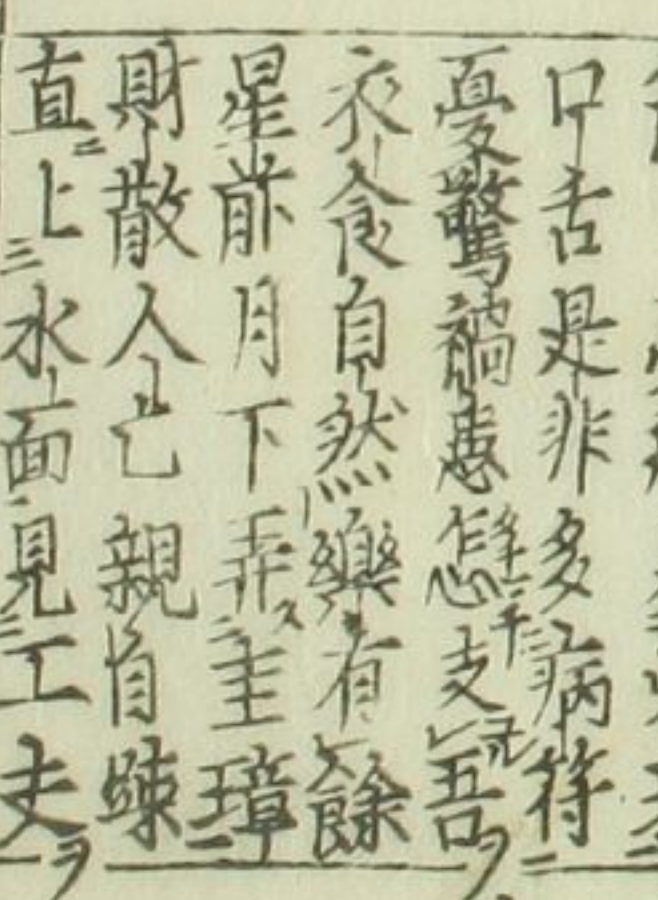 口舌是非多病符
憂驚禍患怎支吾
衣食自然樂有餘
星前月下弄圭璋
財散人亡親自踈
直上水面見工夫